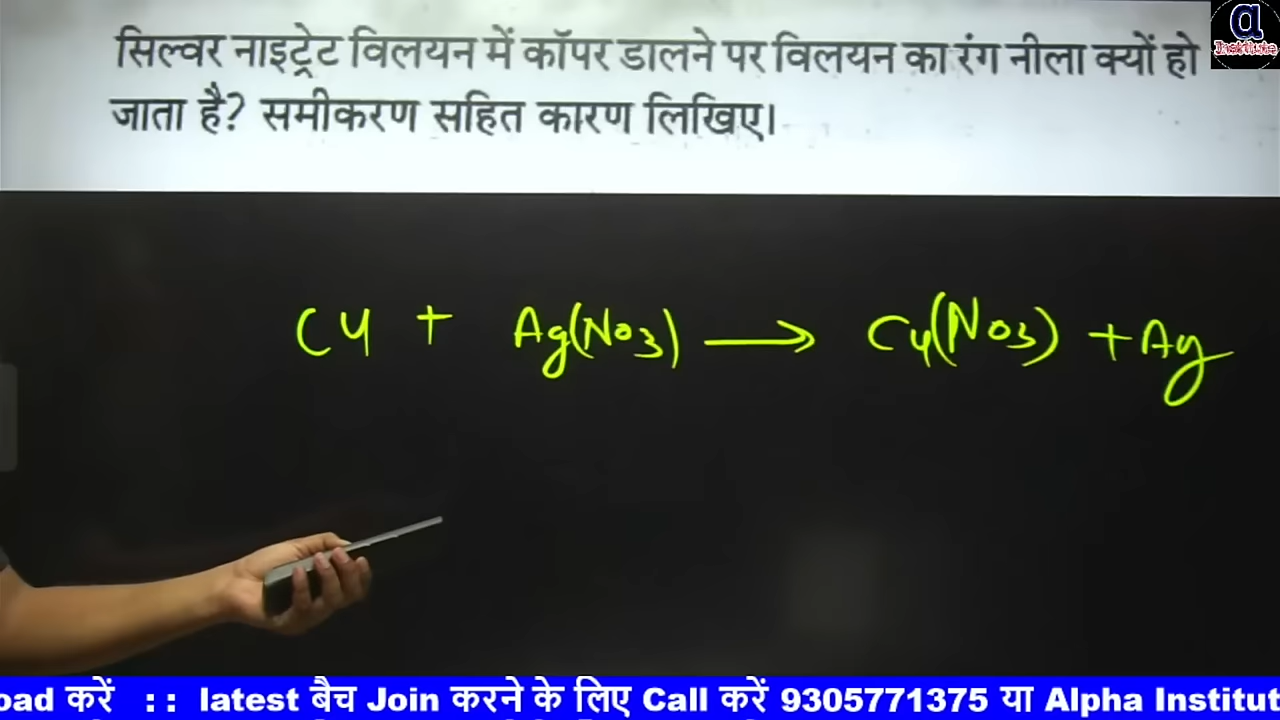 α
Institute
सिल्वर नाइट्रेट विलयन में कॉपर डालने पर विलयन का रंग नीला क्यों हो
जाता है? समीकरण सहित कारण लिखिए।
Cu + Ag(NO3) → Cu(NO3) + Ag
oad करें :: latest बैच Join करने के लिए Call करें 9305771375 या Alpha Institut